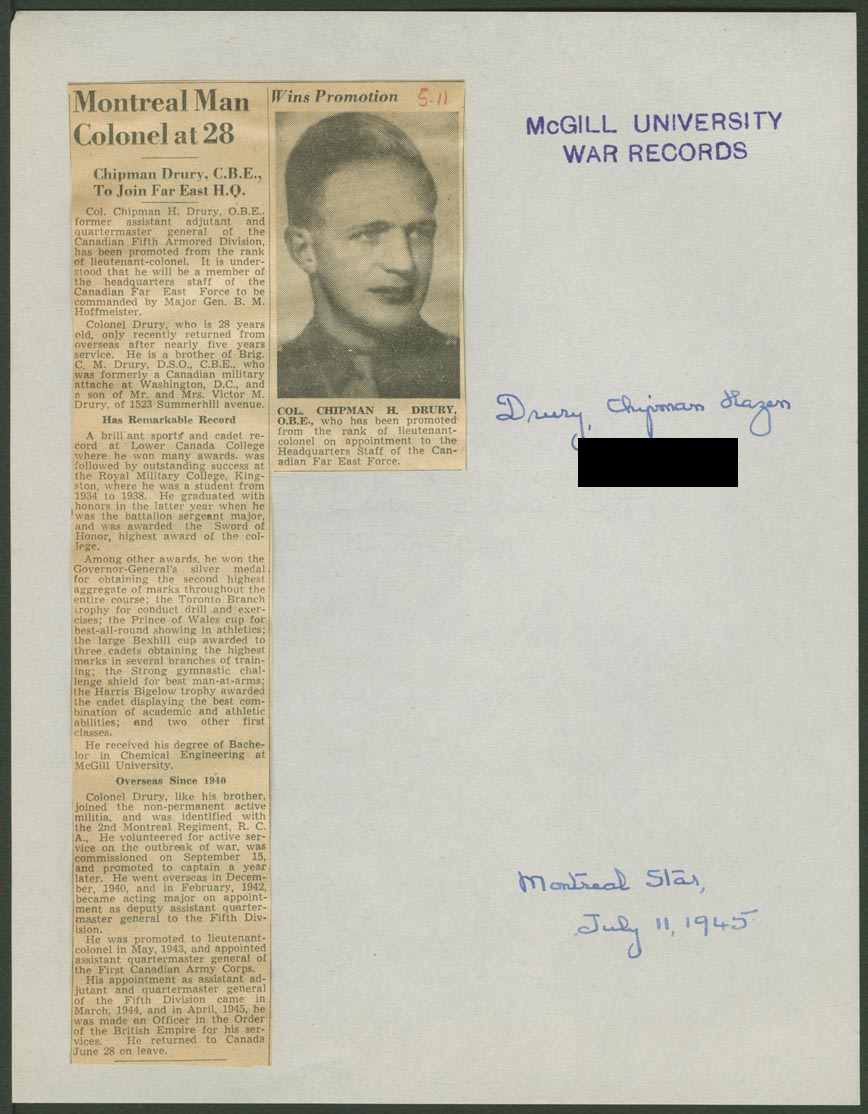 Montreal Man
Colonel at 28
Chipman Drury, C.B.E.,
To Join Far East H.Q.
Col. Chipman H. Drury, O.B.E.,
former assistant adjutant and
quartermaster general of the
Canadian Fifth Armored Division,
has been promoted from the rank
of lieutenant-colonel. It is under-
stood that he will be a member of
the headquarters staff of the
Canadian Far East Force to be
commanded by Major Gen. B. M.
Hoffmeister.
Colonel Drury, who is 28 years
old, only recently returned from
overseas after nearly five years
service. He is a brother of Brig.
C. M. Drury, D.S.O., C.B.E., who
was formerly a Canadian military
attache at Washington, D.C., and
a son of Mr. and Mrs. Victor M.
Drury, of 1523 Summerhill avenue.
Has Remarkable Record
A brilliant sports and cadet re-
cord at Lower Canada College
where he won many awards, was
followed by outstanding success at
the Royal Military College, King-
ston, where he was a student from
1934 to 1938. He graduated with
honors in the latter year when he
was the battalion sergeant major,
and was awarded the Sword of
Honor, highest award of the col-
lege.
Among other awards, he won the
Governor-General's silver medal
for obtaining the second highest
aggregate of marks throughout the
entire course; the Toronto Branch
trophy for conduct drill and exer-
cises; the Prince of Wales cup for
best-all-round showing in athletics;
the large Bexhill cup awarded to
three cadets obtaining the highest
marks in several branches of train-
ing; the Strong gymnastic chal-
lenge shield for best man-at-arms;
the Harris Bigelow trophy awarded
the cadet displaying the best com-
bination of academic and athletic
abilities; and two other first
classes.
He received his degree of Bache-
lor in Chemical Engineering at
McGill University.
Overseas Since 1940
Colonel Drury, like his brother,
joined the non-permanent active
militia, and was identified with
the 2nd Montreal Regiment, R. C.
A., He volunteered for active ser-
vice on the outbreak of war, was
commissioned on September 15,
and promoted to captain a year
later. He went overseas in Decem-
ber, 1940, and in February, 1942,
became acting major on appoint-
ment as deputy assistant quarter-
master general to the Fifth Div-
ision.
He was promoted to lieutenant-
colonel in May, 1943, and appointed
assistant quartermaster general of
the First Canadian Army Corps.
His appointment as assistant ad-
jutant and quartermaster general
of the Fifth Division came in
March, 1944, and in April, 1945, he
was made an Officer in the Order
of the British Empire for his ser-
vices. He returned to Canada
June 28 on leave.
Wins Promotion 5-11
COL. CHIPMAN H. DRURY,
O.B.E., who has been promoted
from the rank of lieutenant-
colonel on appointment to the
Headquarters Staff of the Can-
adian Far East Force.
McGILL UNIVERSITY
WAR RECORDS
Drury, Chipman Hazen
Montreal Star,
July 11, 1945